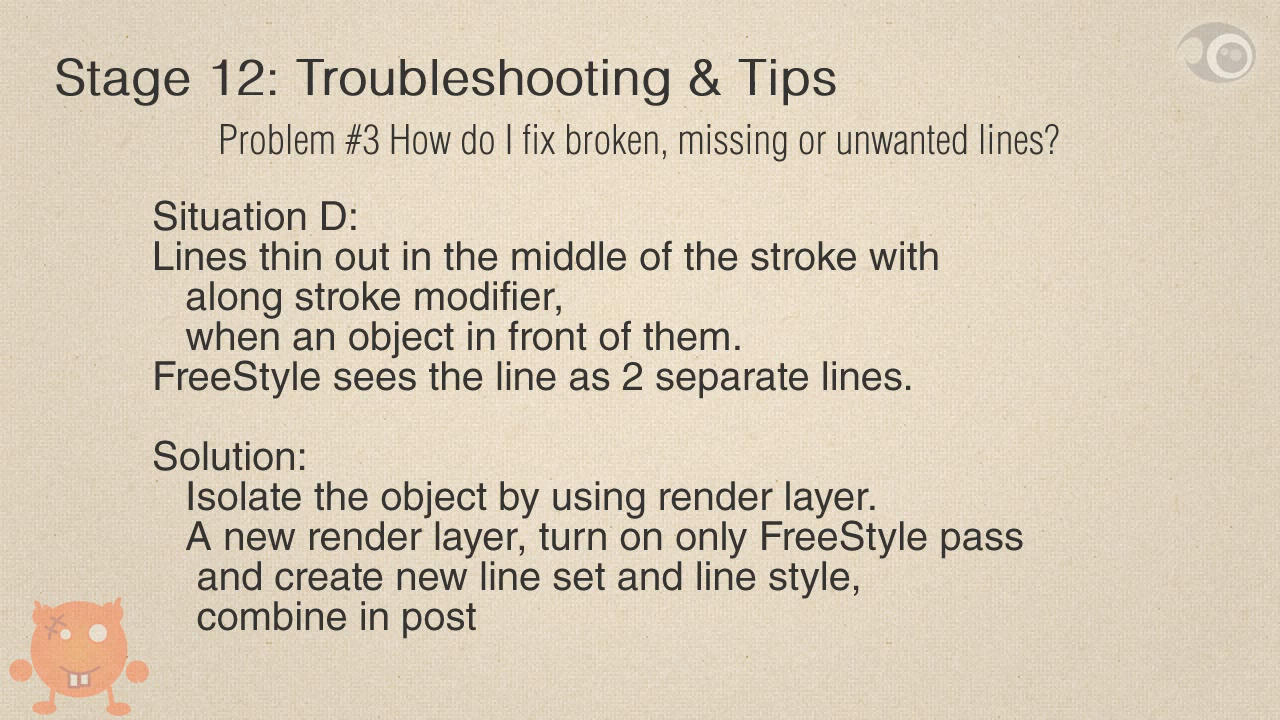 Stage 12: Troubleshooting & Tips
Problem #3 How do I fix broken, missing or unwanted lines?
Situation D:
Lines thin out in the middle of the stroke with
along stroke modifier,
when an object in front of them.
FreeStyle sees the line as 2 separate lines.
Solution:
Isolate the object by using render layer.
A new render layer, turn on only FreeStyle pass
and create new line set and line style,
combine in post